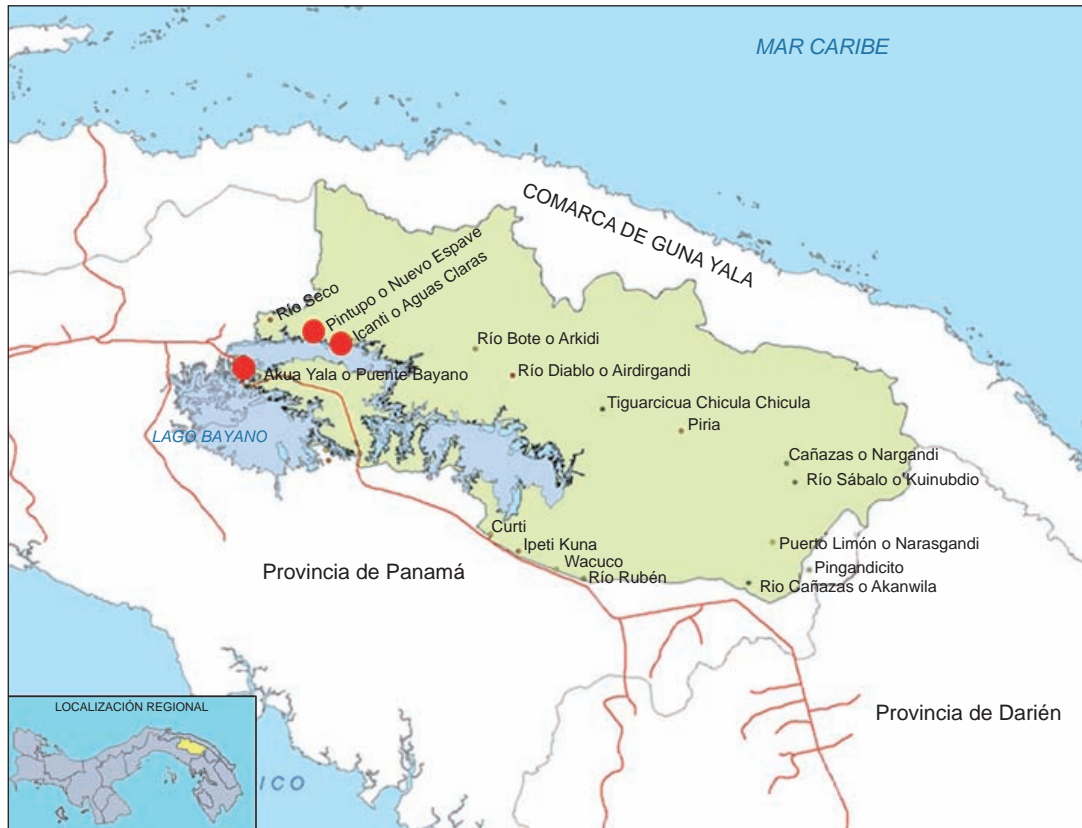 MAR CARIBE
COMARCA DE GUNA YALA
Río Seco
Pintupo o Nuevo Espave
Icanti o Aguas Claras
Río Bote o Arkidi
Akua Yala o Puente Bayano
Río Diablo o Airdirgandi
Tiguarcicua Chicula Chicula
Piria
LAGO BAYANO
Cañazas o Nargandi
Río Sábalo o Kuinubdio
Curti
Ipeti Kuna
Puerto Limón o Narasgandi
Wacuco
Pingandicito
Provincia de Panamá
Río Rubén
Rio Cañazas o Akanwila
LOCALIZACIÓN REGIONAL
Provincia de Darién
ICO